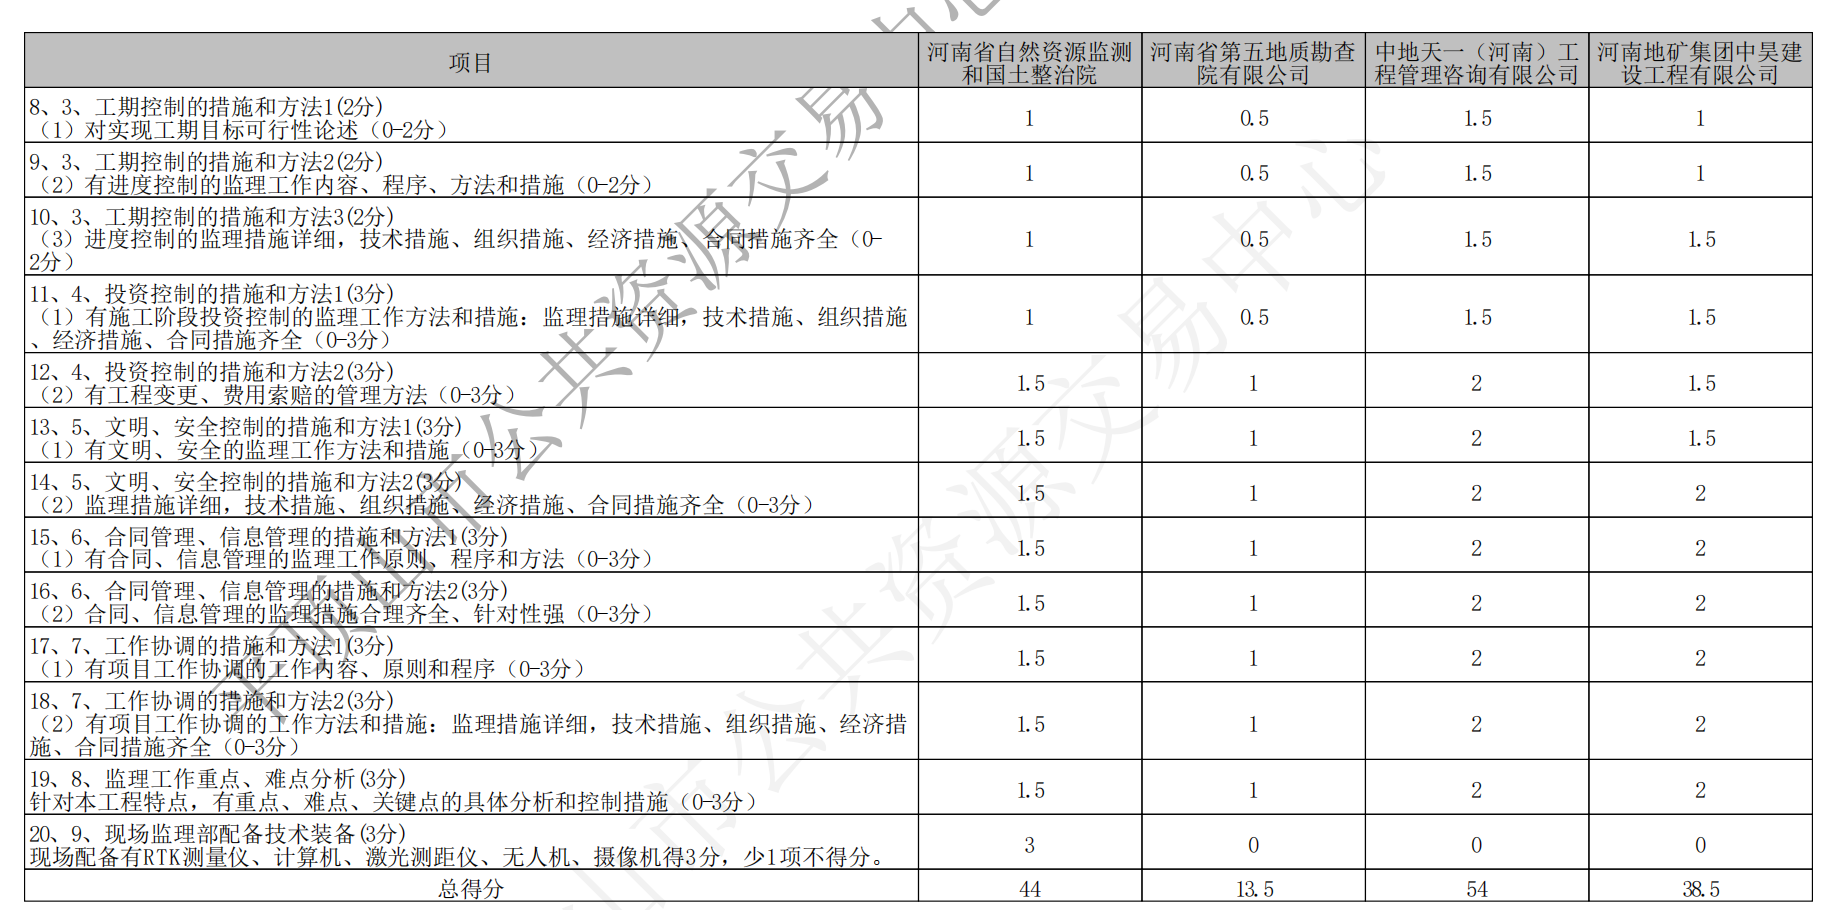 项目
河南省自然资源监测
和国土整治院
河南省第五地质勘查
院有限公司
中地天一（河南）工
程管理咨询有限公司
河南地矿集团中昊建
设工程有限公司
8、3、工期控制的措施和方法1(2分)
（1）对实现工期目标可行性论述（0-2分）
1
0.5
1.5
1
9、3、工期控制的措施和方法2(2分)
（2）有进度控制的监理工作内容、程序、方法和措施（0-2分）
1
0.5
1.5
1
10、3、工期控制的措施和方法3(2分)
（3）进度控制的监理措施详细，技术措施、组织措施、经济措施、合同措施齐全（0-
2分）
1
0.5
1.5
1.5
11、4、投资控制的措施和方法1(3分)
（1）有施工阶段投资控制的监理工作方法和措施：监理措施详细，技术措施、组织措施
、经济措施、合同措施齐全（0-3分）
1
0.5
1.5
1.5
12、4、投资控制的措施和方法2(3分)
（2）有工程变更、费用索赔的管理方法（0-3分）
1.5
1
2
1.5
13、5、文明、安全控制的措施和方法1(3分)
（1）有文明、安全的监理工作方法和措施（0-3分）
1.5
1
2
1.5
14、5、文明、安全控制的措施和方法2(3分)
（2）监理措施详细，技术措施、组织措施、经济措施、合同措施齐全（0-3分）
1.5
1
2
2
15、6、合同管理、信息管理的措施和方法1(3分)
（1）有合同、信息管理的监理工作原则、程序和方法（0-3分）
1.5
1
2
2
16、6、合同管理、信息管理的措施和方法2(3分)
（2）合同、信息管理的监理措施合理齐全、针对性强（0-3分）
1.5
1
2
2
17、7、工作协调的措施和方法1(3分)
（1）有项目工作协调的工作内容、原则和程序（0-3分）
1.5
1
2
2
18、7、工作协调的措施和方法2(3分)
（2）有项目工作协调的工作方法和措施：监理措施详细，技术措施、组织措施、经济措
施、合同措施齐全（0-3分）
1.5
1
2
2
19、8、监理工作重点、难点分析(3分)
针对本工程特点，有重点、难点、关键点的具体分析和控制措施（0-3分）
1.5
1
2
2
20、9、现场监理部配备技术装备(3分)
现场配备有RTK测量仪、计算机、激光测距仪、无人机、摄像机得3分，少1项不得分。
3
0
0
0
总得分
44
13.5
54
38.5
平顶山市公共资源交易中心
山市公共资源交易中心